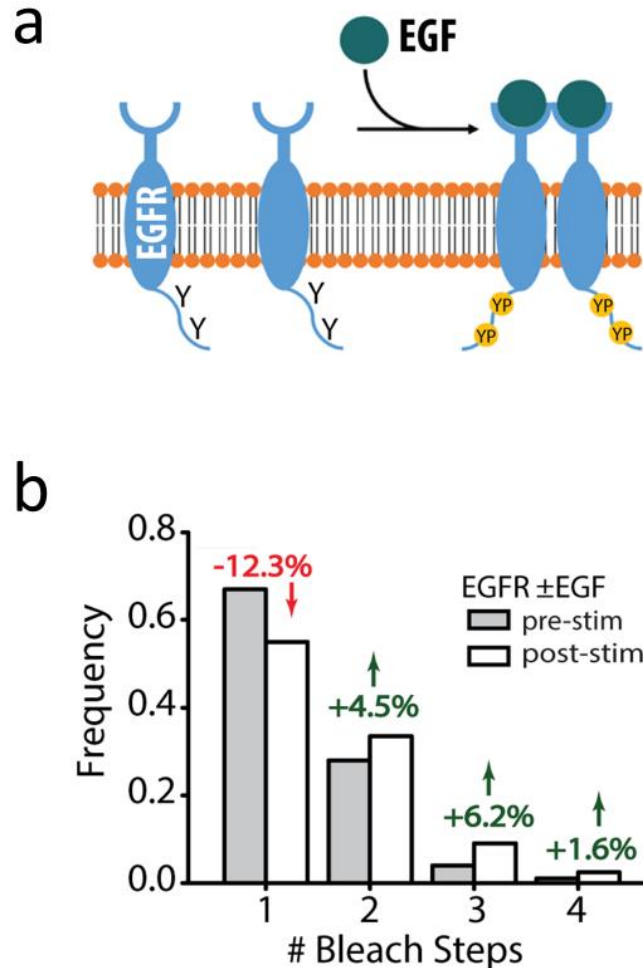 a
EGF
EGFR
Y
Y
Y
Y
YP
YP
YP
YP
b
0.8
0.6
0.4
0.2
0.0
Frequency
-12.3%
+4.5%
+6.2%
+1.6%
EGFR ±EGF
pre-stim
post-stim
1 2 3 4
# Bleach Steps